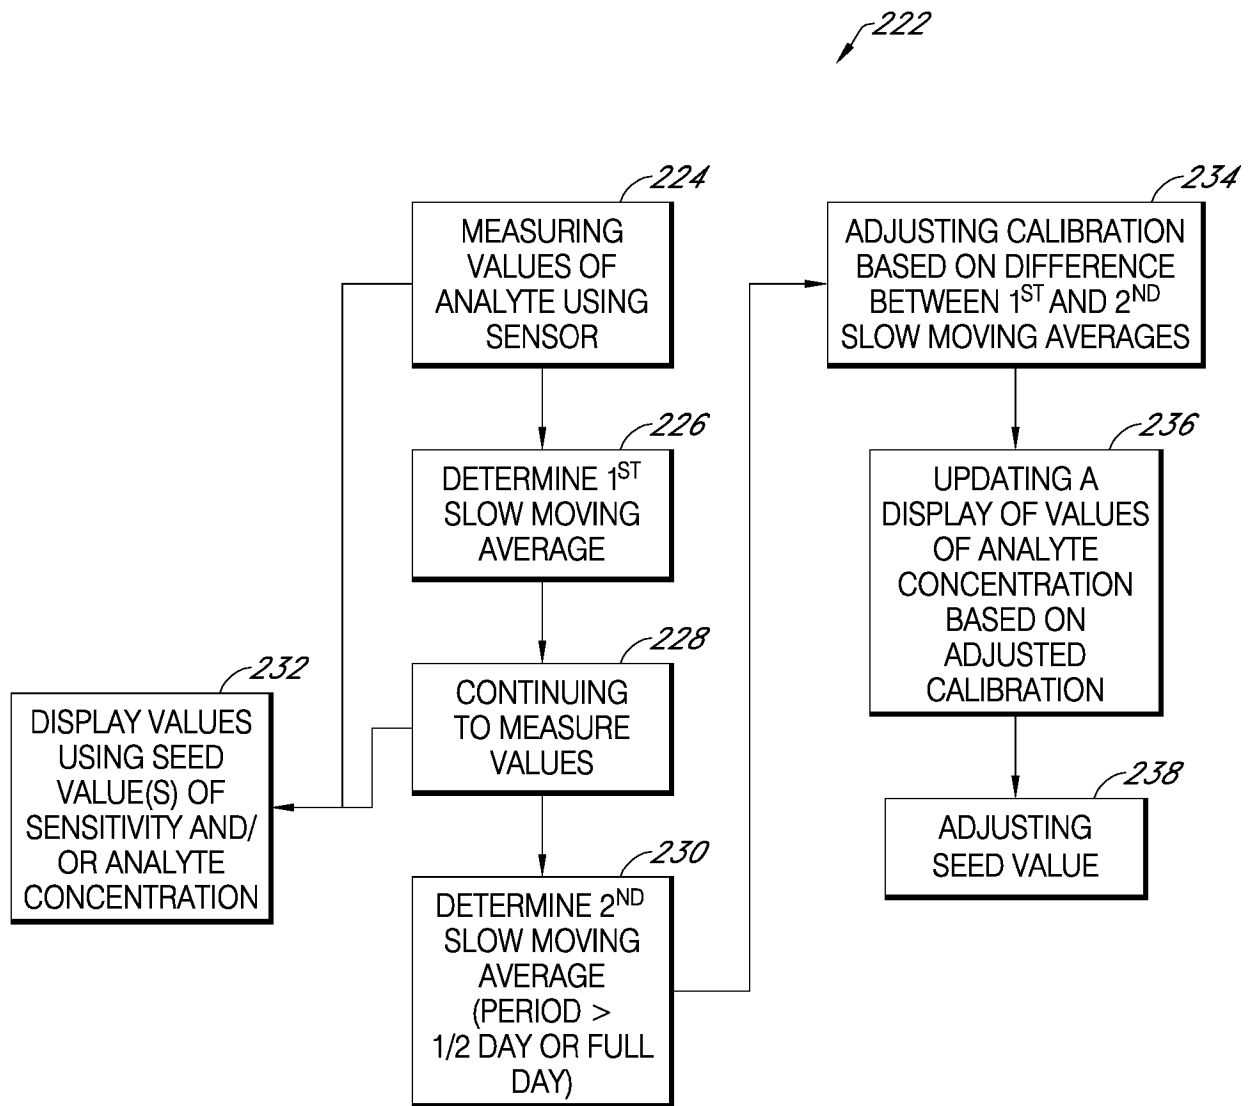 222
224
MEASURING
VALUES OF
ANALYTE USING
SENSOR
226
DETERMINE 1ST
SLOW MOVING
AVERAGE
228
CONTINUING
TO MEASURE
VALUES
232
DISPLAY VALUES
USING SEED
VALUE(S) OF
SENSITIVITY AND/
OR ANALYTE
CONCENTRATION
230
DETERMINE 2ND
SLOW MOVING
AVERAGE
(PERIOD >
1/2 DAY OR FULL
DAY)
234
ADJUSTING CALIBRATION
BASED ON DIFFERENCE
BETWEEN 1ST AND 2ND
SLOW MOVING AVERAGES
236
UPDATING A
DISPLAY OF VALUES
OF ANALYTE
CONCENTRATION
BASED ON
ADJUSTED
CALIBRATION
238
ADJUSTING
SEED VALUE